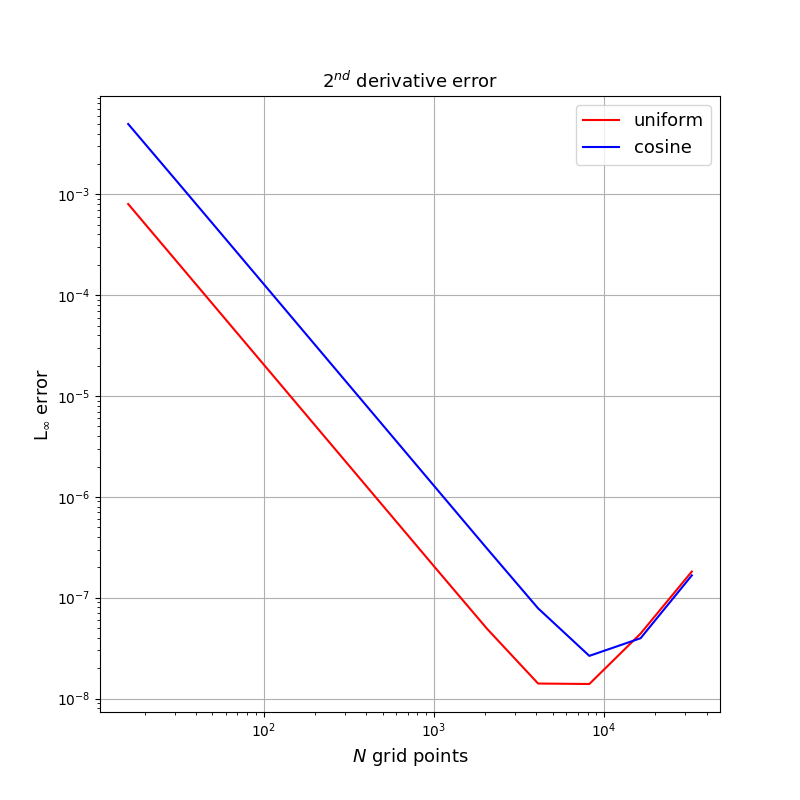 2ⁿᵈ derivative error
uniform
cosine
10⁻³
10⁻⁴
10⁻⁵
10⁻⁶
10⁻⁷
10⁻⁸
L∞ error
10²
10³
10⁴
N grid points